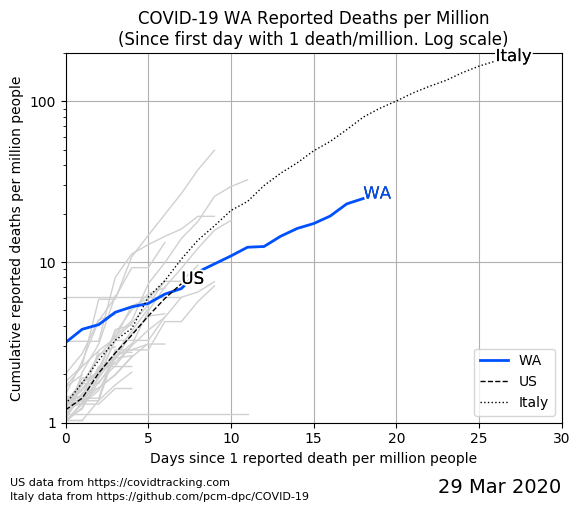 COVID-19 WA Reported Deaths per Million
(Since first day with 1 death/million. Log scale)
Cumulative reported deaths per million people
100
10
1
Italy
WA
US
WA
US
Italy
0
5
10
15
20
25
30
Days since 1 reported death per million people
US data from https://covidtracking.com
Italy data from https://github.com/pcm-dpc/COVID-19
29 Mar 2020